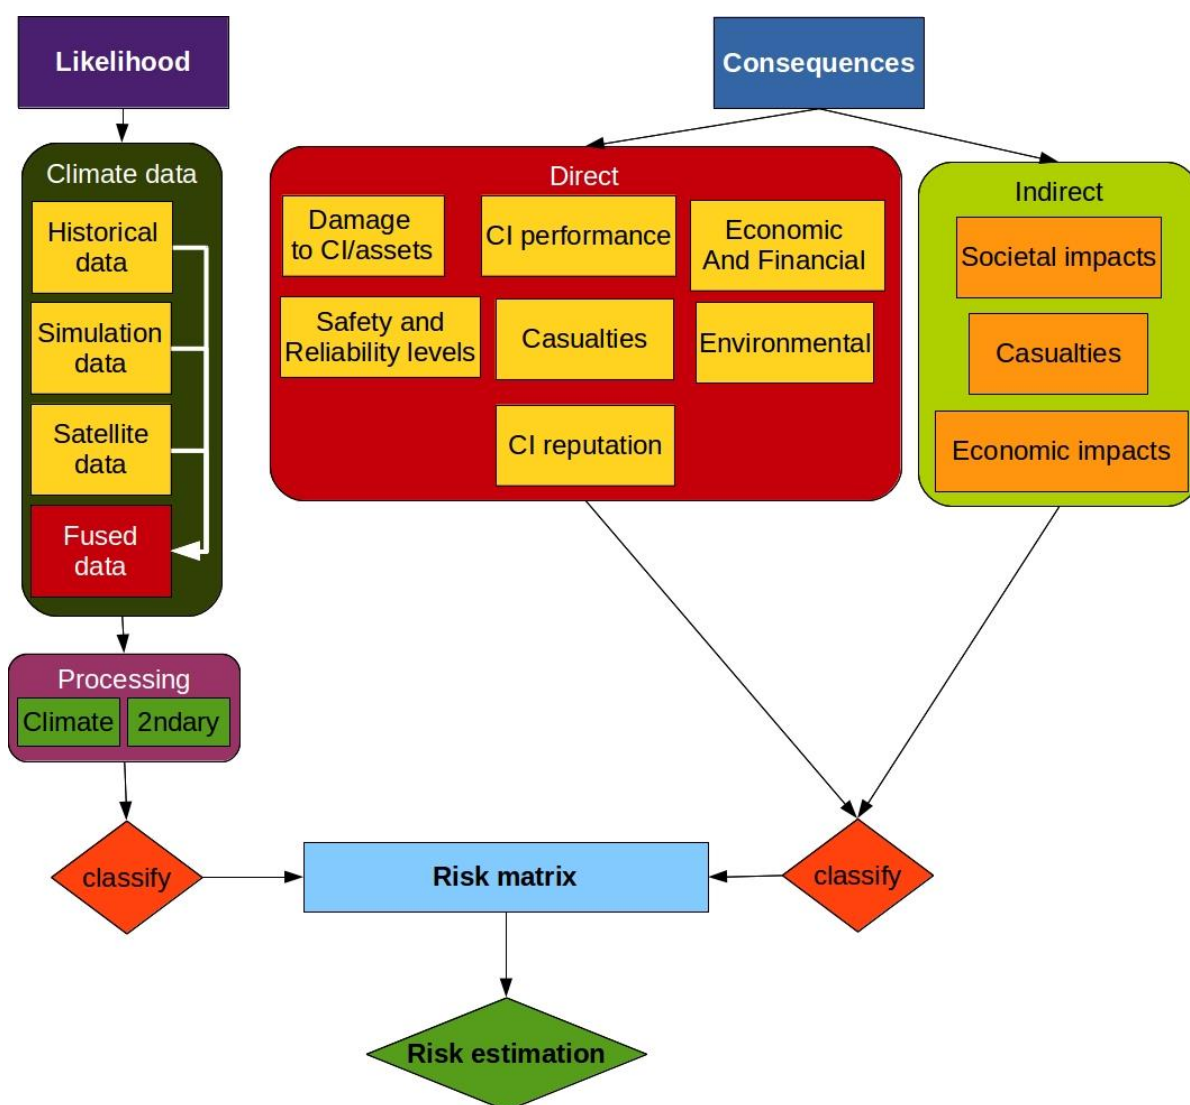 Likelihood
Consequences
Climate data
Historical
data
Simulation
data
Satellite
data
Fused
data
Processing
Climate
2ndary
classify
Direct
Damage
to CI/assets
CI performance
Economic
And Financial
Safety and
Reliability levels
Casualties
Environmental
CI reputation
Indirect
Societal impacts
Casualties
Economic impacts
classify
Risk matrix
Risk estimation